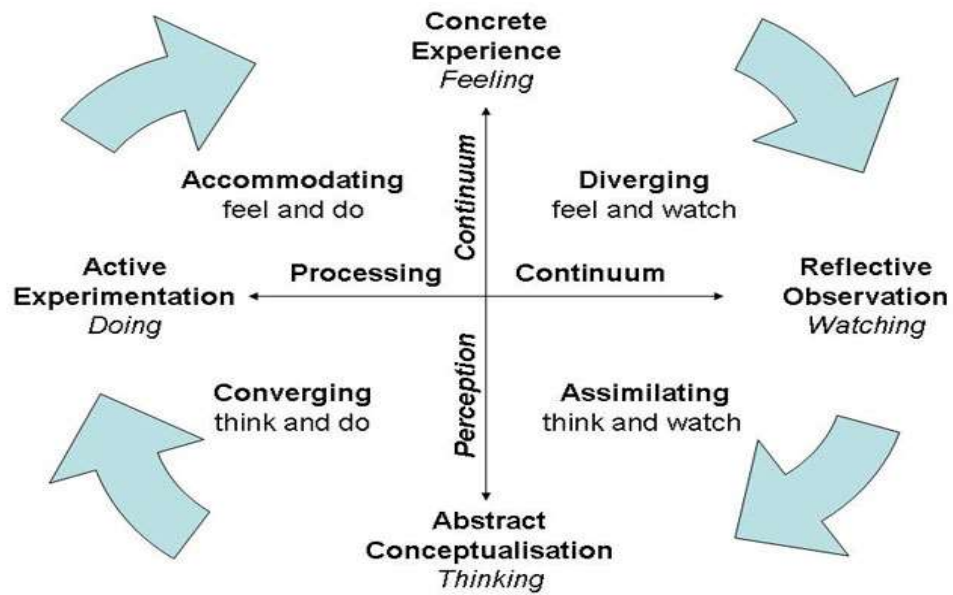 Concrete
Experience
Feeling
Continuum
Accommodating
feel and do
Diverging
feel and watch
Active
Experimentation
Doing
Processing
Continuum
Reflective
Observation
Watching
Perception
Converging
think and do
Assimilating
think and watch
Abstract
Conceptualisation
Thinking